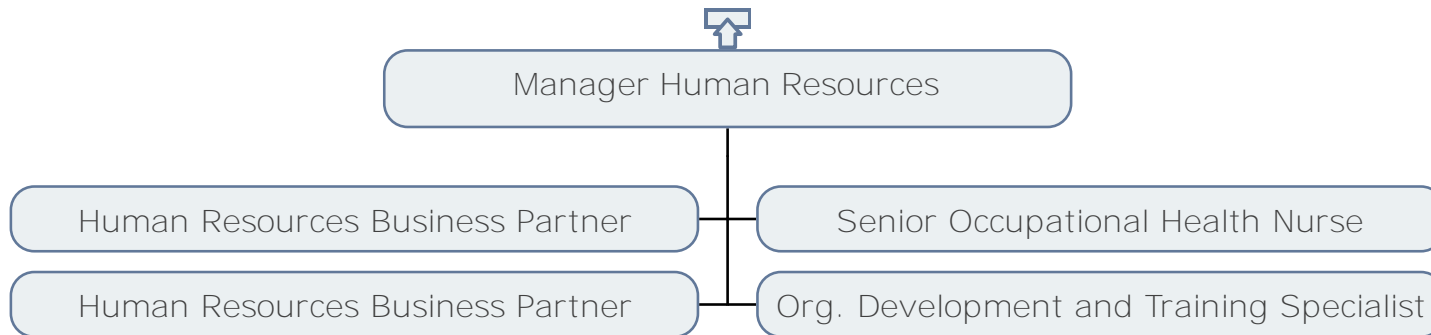 Manager Human Resources
Human Resources Business Partner
Senior Occupational Health Nurse
Human Resources Business Partner
Org. Development and Training Specialist